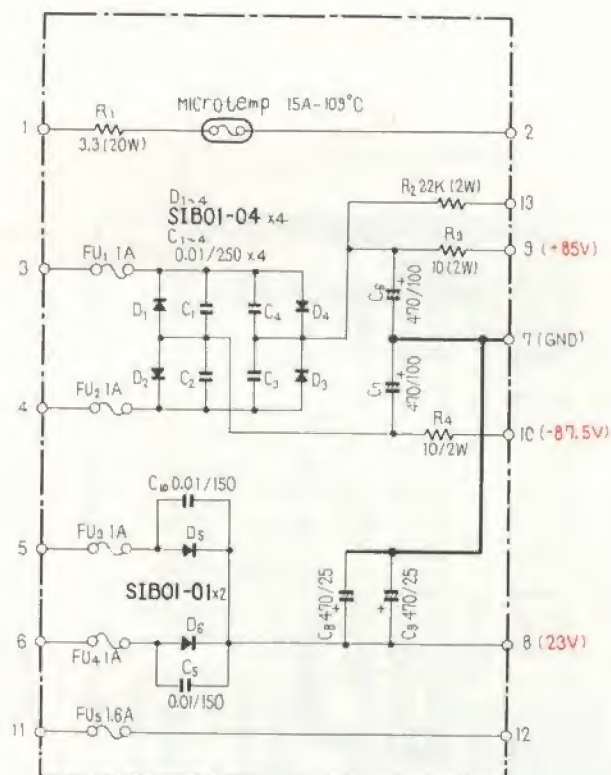 Microtemp 15A-109°C
R1
3.3(20W)
1
2
R2 22K (2W)
13
D1~4
SIB01-04 x4
C1~4
0.01/250 x4
R3
10(2W)
9 (+85V)
3
FU1 1A
C6 470/100
+
D1
C1
C4
D4
7 (GND)
D2
C2
C3
D3
C7 470/100
+
4
FU2 1A
R4
10/2W
10 (-87.5V)
C10 0.01/150
5
FU3 1A
D5
SIB01-01x2
C8 470/25
+
C9 470/25
+
6
FU4 1A
D6
C5
0.01/150
8 (23V)
11
FU5 1.6A
12